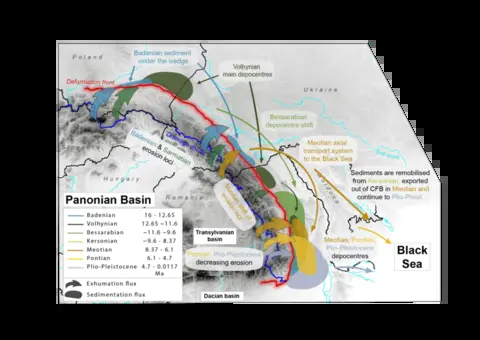 Poland
Badenian sediment
under the wedge
Volhynian
main depocentres
Deformation front
Ukraina
Bessarabian
depocentre shift
Badenian & Sarmatian
erosion loci
Meotian axial
transport system
to the Black Sea
Sediments are remobilised
from Kersonian, exported
out of CFB in Meotian and
continue to Plio-Pleist.
Hungary
Romania
Panonian Basin
Badenian 16 - 12.65
Volhynian 12.65 -11.6
Bessarabian ~11.6 - 9.6
Kersonian ~9.6 - 8.37
Meotian 8.37 - 6.1
Pontian 6.1 - 4.7
Plio-Pleistocene 4.7 - 0.0117
Ma
Exhumation flux
Sedimentation flux
Transylvanian
basin
Plio-Pleistocene
decreasing erosion
Meotian, Pontian,
Plio-Pleistocene
depocentres
Black
Sea
Dacian basin